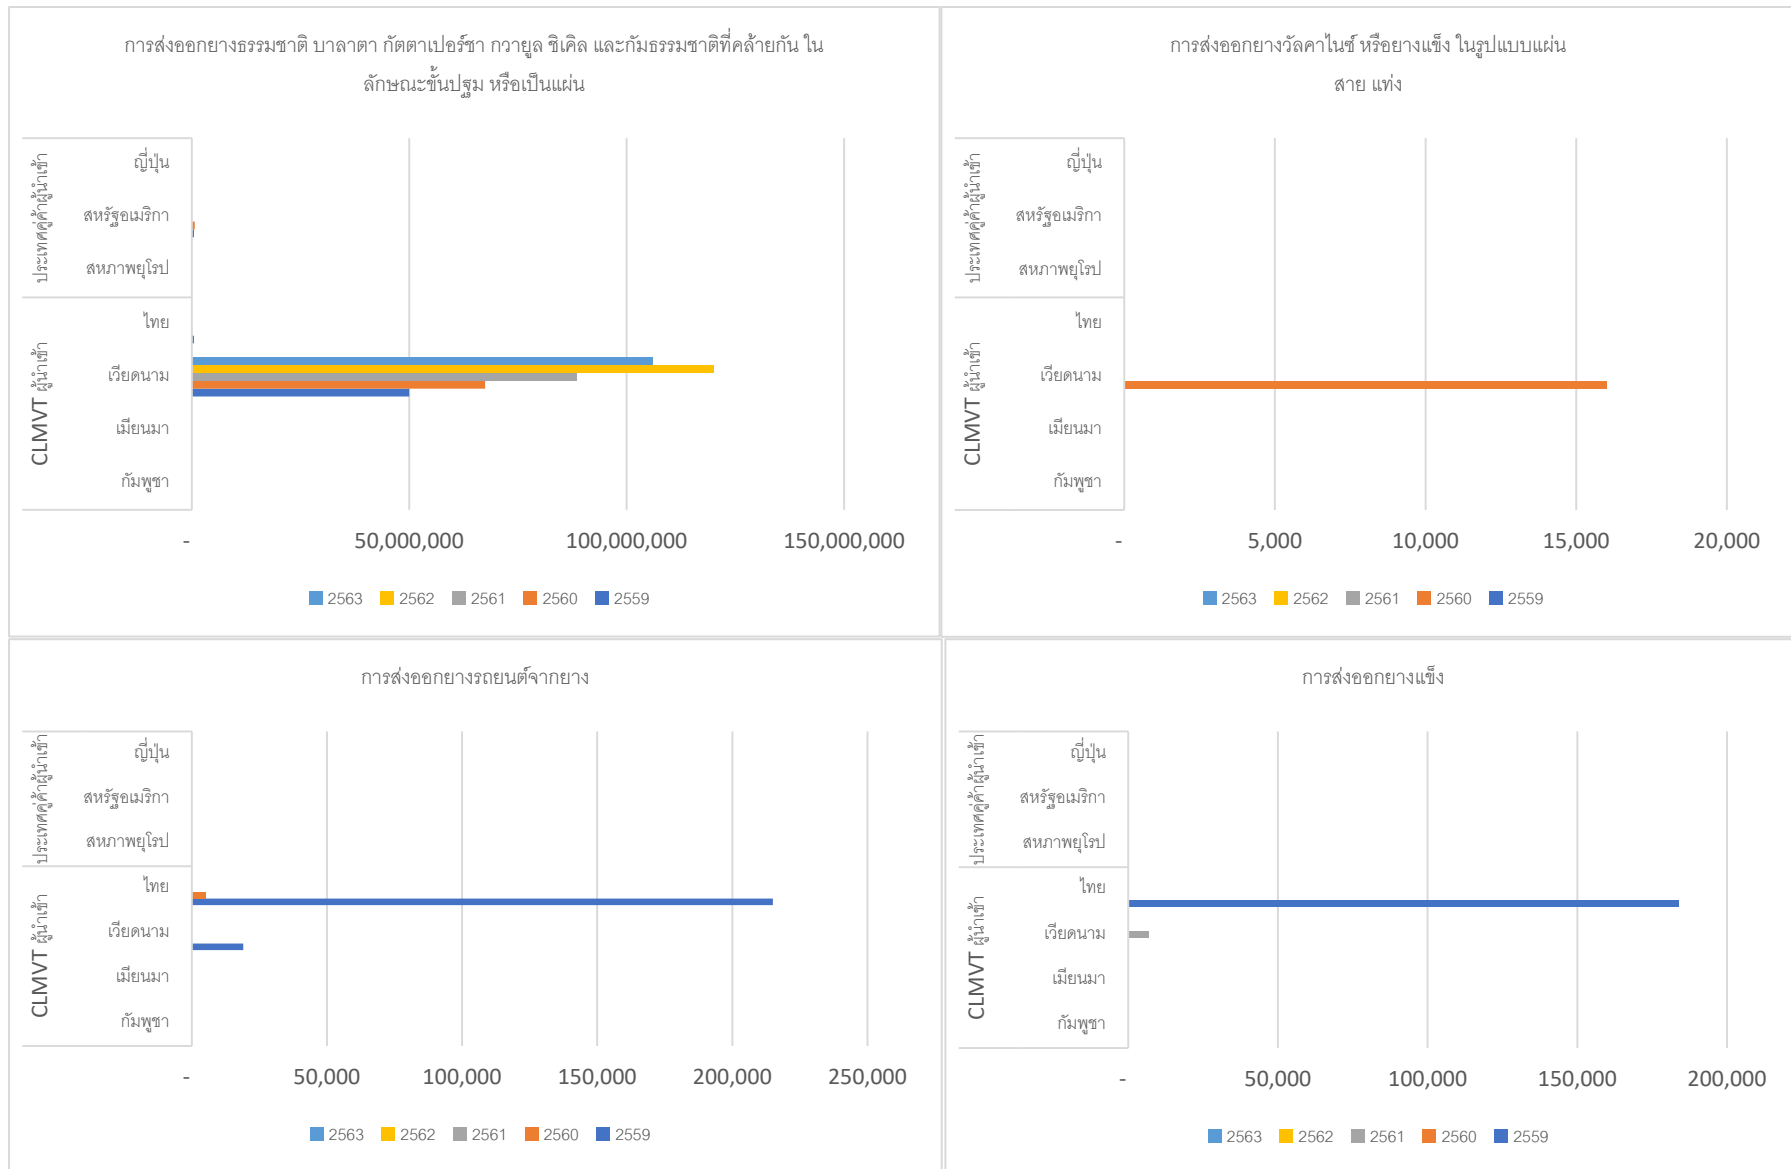 การส่งออกยางธรรมชาติ บาลาตา กัตตาเปอร์ชา กวายูล ชิเคิล และกัมธรรมชาติที่คล้ายกัน ใน
ลักษณะขั้นปฐม หรือเป็นแผ่น
ประเทศคู่ค้าผู้นำเข้า
ญี่ปุ่น
สหรัฐอเมริกา
สหภาพยุโรป
CLMVT ผู้นำเข้า
ไทย
เวียดนาม
เมียนมา
กัมพูชา
- 50,000,000 100,000,000 150,000,000
2563 2562 2561 2560 2559
การส่งออกยางวัลคาไนซ์ หรือยางแข็ง ในรูปแบบแผ่น
สาย แท่ง
ประเทศคู่ค้าผู้นำเข้า
ญี่ปุ่น
สหรัฐอเมริกา
สหภาพยุโรป
CLMVT ผู้นำเข้า
ไทย
เวียดนาม
เมียนมา
กัมพูชา
- 5,000 10,000 15,000 20,000
2563 2562 2561 2560 2559
การส่งออกยางรถยนต์จากยาง
ประเทศคู่ค้าผู้นำเข้า
ญี่ปุ่น
สหรัฐอเมริกา
สหภาพยุโรป
CLMVT ผู้นำเข้า
ไทย
เวียดนาม
เมียนมา
กัมพูชา
- 50,000 100,000 150,000 200,000 250,000
2563 2562 2561 2560 2559
การส่งออกยางแข็ง
ประเทศคู่ค้าผู้นำเข้า
ญี่ปุ่น
สหรัฐอเมริกา
สหภาพยุโรป
CLMVT ผู้นำเข้า
ไทย
เวียดนาม
เมียนมา
กัมพูชา
- 50,000 100,000 150,000 200,000
2563 2562 2561 2560 2559